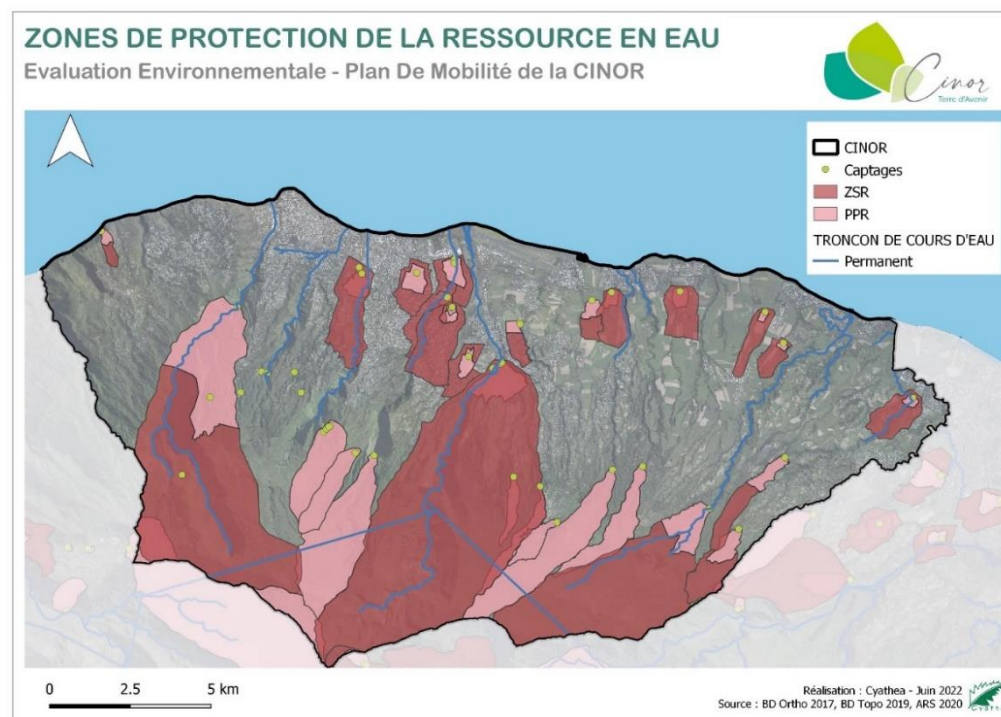 ZONES DE PROTECTION DE LA RESSOURCE EN EAU
Evaluation Environnementale - Plan De Mobilité de la CINOR
Cinor
Terre d'Avenir
CINOR
Captages
ZSR
PPR
TRONCON DE COURS D'EAU
Permanent
0 2.5 5 km
Réalisation : Cyathea - Juin 2022
Source : BD Ortho 2017, BD Topo 2019, ARS 2020